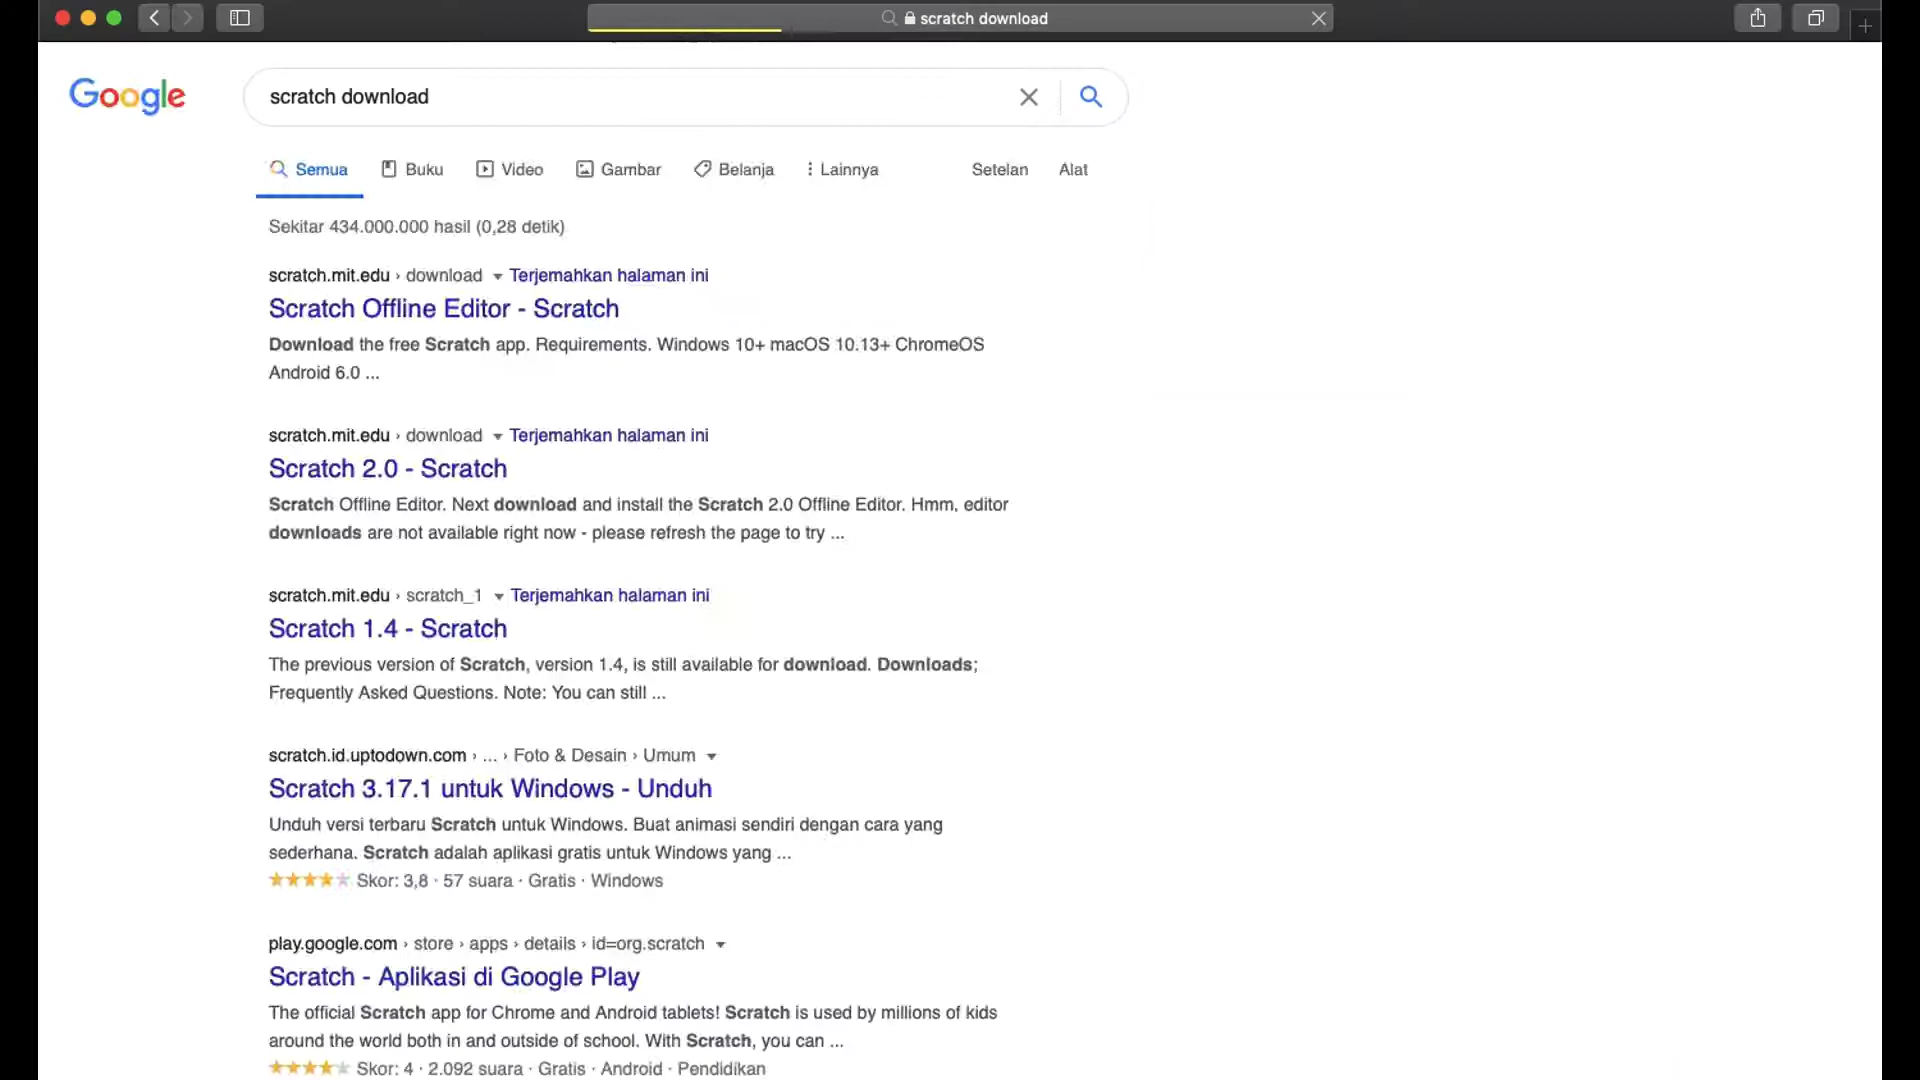 scratch download
Google
scratch download
Semua Buku Video Gambar Belanja Lainnya Setelan Alat
Sekitar 434.000.000 hasil (0,28 detik)
scratch.mit.edu › download Terjemahkan halaman ini
Scratch Offline Editor - Scratch
Download the free Scratch app. Requirements. Windows 10+ macOS 10.13+ ChromeOS
Android 6.0 ...
scratch.mit.edu › download Terjemahkan halaman ini
Scratch 2.0 - Scratch
Scratch Offline Editor. Next download and install the Scratch 2.0 Offline Editor. Hmm, editor
downloads are not available right now - please refresh the page to try ...
scratch.mit.edu › scratch_1 Terjemahkan halaman ini
Scratch 1.4 - Scratch
The previous version of Scratch, version 1.4, is still available for download. Downloads;
Frequently Asked Questions. Note: You can still ...
scratch.id.uptodown.com › ... › Foto & Desain › Umum
Scratch 3.17.1 untuk Windows - Unduh
Unduh versi terbaru Scratch untuk Windows. Buat animasi sendiri dengan cara yang
sederhana. Scratch adalah aplikasi gratis untuk Windows yang ...
Skor: 3,8 · 57 suara · Gratis · Windows
play.google.com › store › apps › details › id=org.scratch
Scratch - Aplikasi di Google Play
The official Scratch app for Chrome and Android tablets! Scratch is used by millions of kids
around the world both in and outside of school. With Scratch, you can ...
Skor: 4 · 2.092 suara · Gratis · Android · Pendidikan